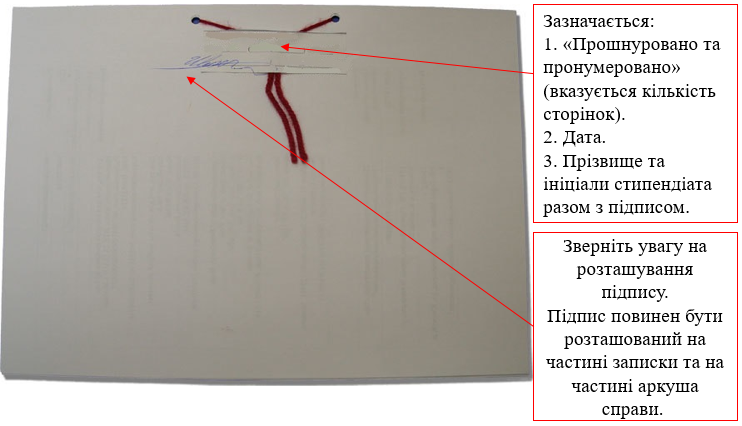 Зазначається:
1. «Прошнуровано та
пронумеровано»
(вказується кількість
сторінок).
2. Дата.
3. Прізвище та
ініціали стипендіата
разом з підписом.
Зверніть увагу на
розташування
підпису.
Підпис повинен бути
розташований на
частині записки та на
частині аркуша
справи.